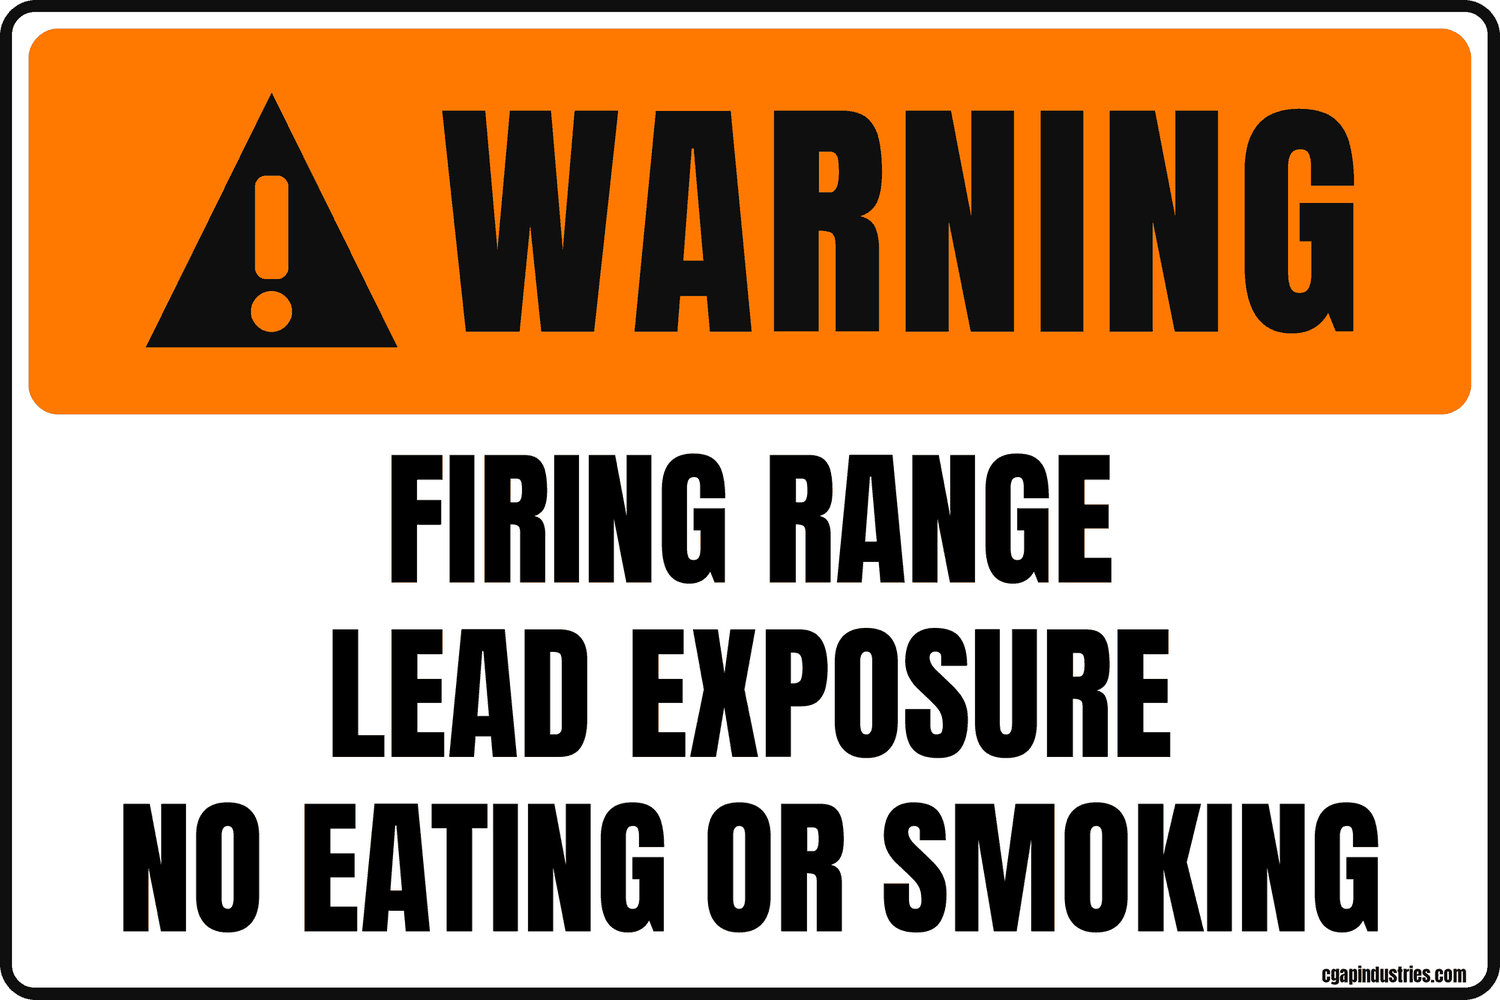 WARNING
FIRING RANGE
LEAD EXPOSURE
NO EATING OR SMOKING
cgapindustries.com